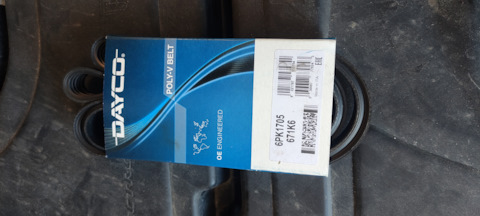 DAYCO
POLY-V BELT
OE ENGINEERED
6PK1705
671K6